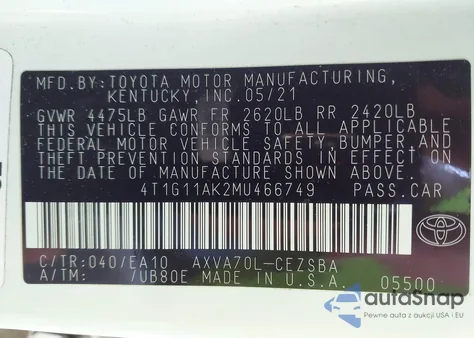 MFD.BY:TOYOTA MOTOR MANUFACTURING,
KENTUCKY,INC.05/21
GVWR 4475LB GAWR FR 2620LB RR 2420LB
THIS VEHICLE CONFORMS TO ALL APPLICABLE
FEDERAL MOTOR VEHICLE SAFETY,BUMPER,AND
THEFT PREVENTION STANDARDS IN EFFECT ON
THE DATE OF MANUFACTURE SHOWN ABOVE.
4T1G11AK2MU466749 PASS.CAR
C/TR:040/EA10 AXVA70L-CEZSBA
A/TM: /UB80E MADE IN U.S.A. 05500
TOYOTA
autoSnap
Pewne auta z aukcji USA i EU